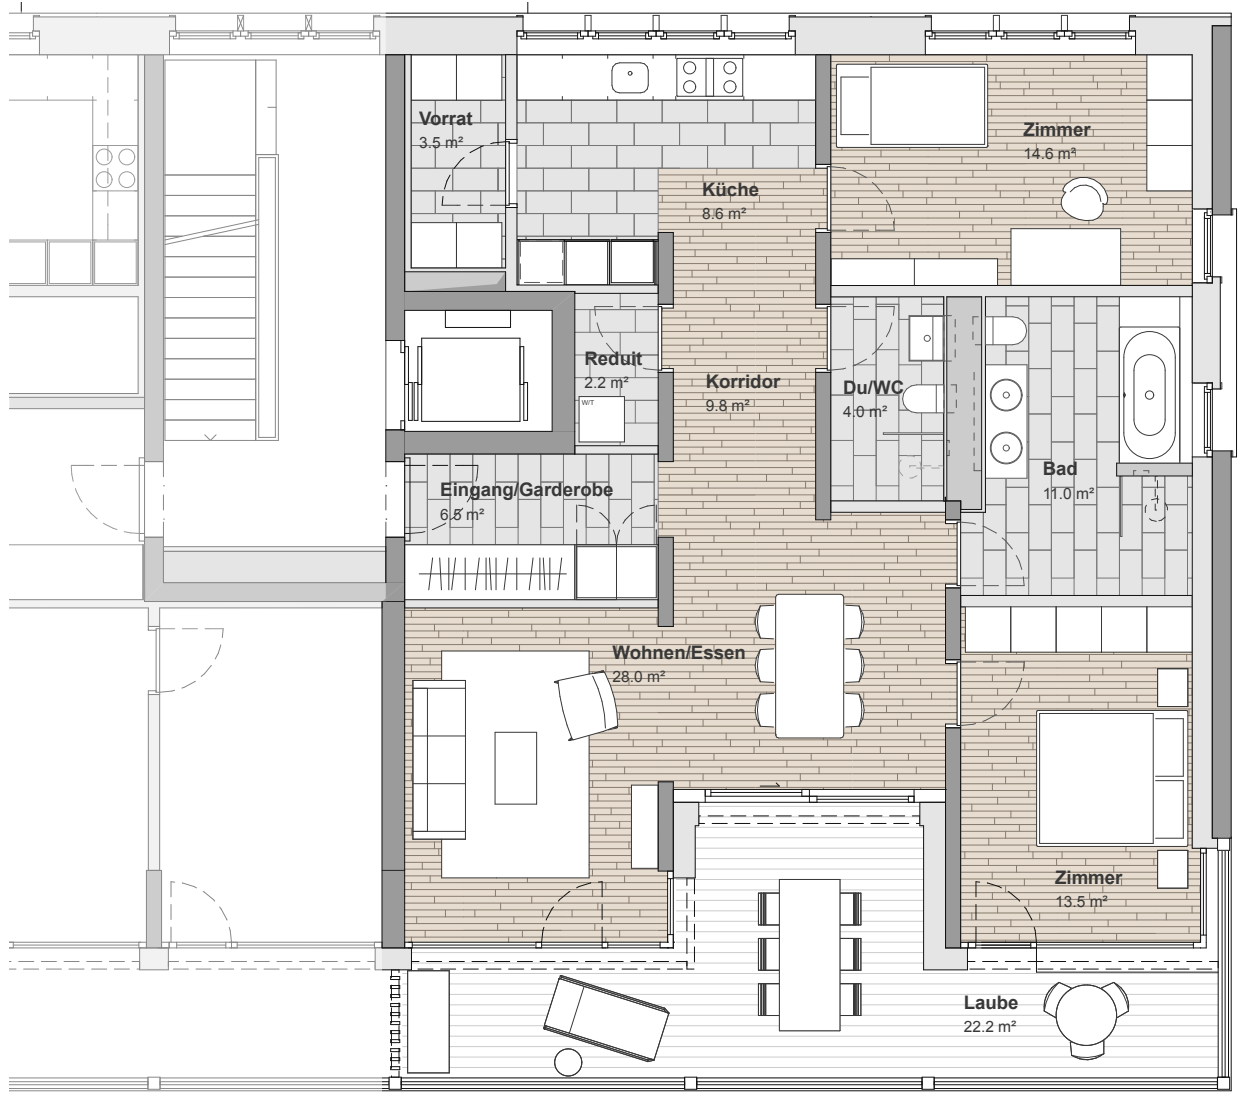 Vorrat
3.5 m²
Zimmer
14.6 m²
Küche
8.6 m²
Reduit
2.2 m²
W/T
Korridor
9.8 m²
Du/WC
4.0 m²
Bad
11.0 m²
Eingang/Garderobe
6.5 m²
Wohnen/Essen
28.0 m²
Zimmer
13.5 m²
Laube
22.2 m²